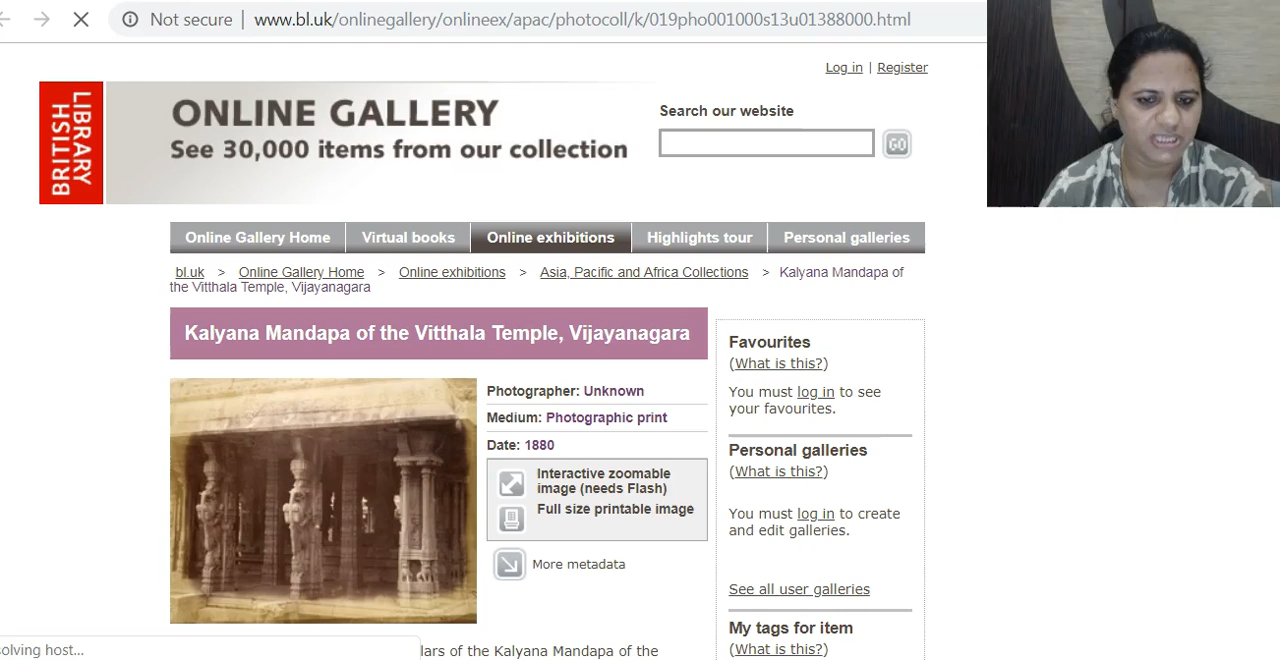 Not secure | www.bl.uk/onlinegallery/onlineex/apac/photocoll/k/019pho001000s13u01388000.html
Log in | Register
BRITISH LIBRARY
ONLINE GALLERY
See 30,000 items from our collection
Search our website
GO
Online Gallery Home
Virtual books
Online exhibitions
Highlights tour
Personal galleries
bl.uk > Online Gallery Home > Online exhibitions > Asia, Pacific and Africa Collections > Kalyana Mandapa of
the Vitthala Temple, Vijayanagara
Kalyana Mandapa of the Vitthala Temple, Vijayanagara
Photographer: Unknown
Medium: Photographic print
Date: 1880
Interactive zoomable
image (needs Flash)
Full size printable image
More metadata
Favourites
(What is this?)
You must log in to see
your favourites.
Personal galleries
(What is this?)
You must log in to create
and edit galleries.
See all user galleries
My tags for item
(What is this?)
solving host...
lars of the Kalyana Mandapa of the